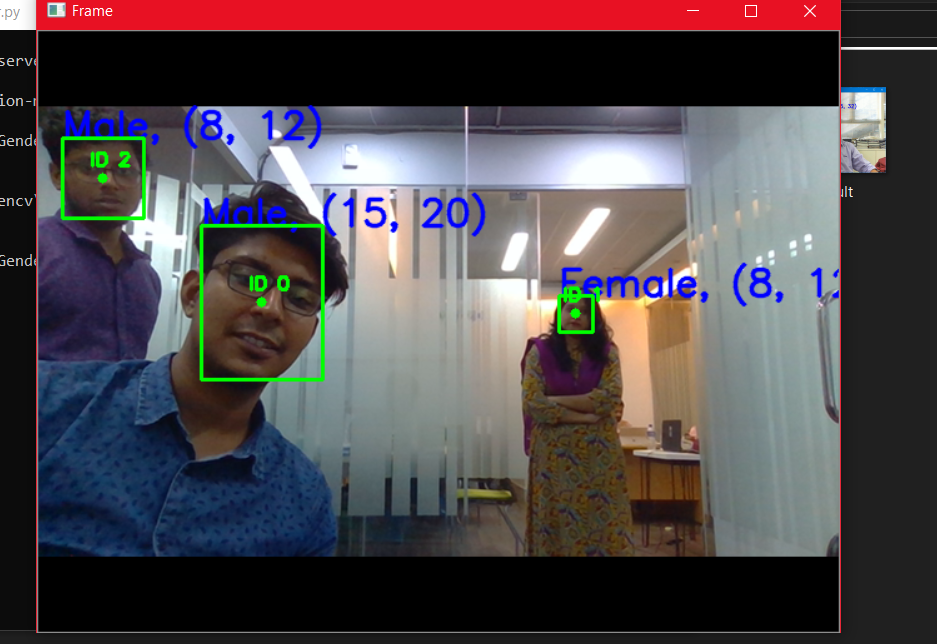 r.py
Frame
serve
ion-m
Gende
encv\
Gende
Male, (8, 12)
ID 2
Male, (15, 20)
ID 0
Female, (8, 12
ID 1
ult